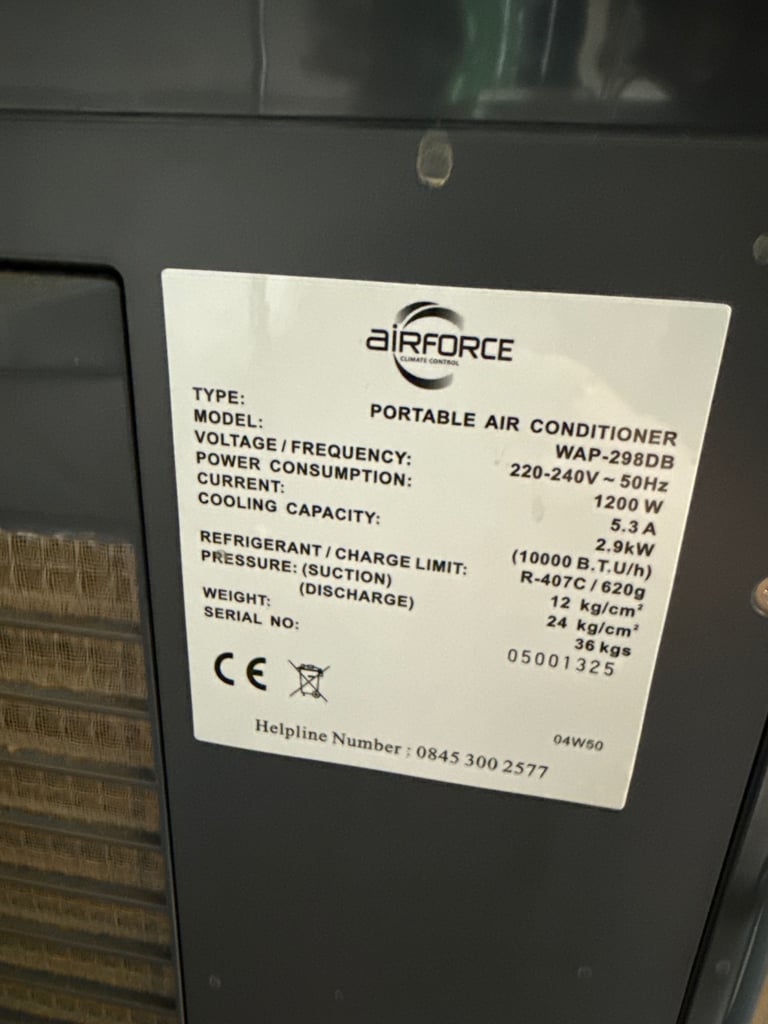 aiRFORCE
CLIMATE CONTROL
TYPE: PORTABLE AIR CONDITIONER
MODEL: WAP-298DB
VOLTAGE / FREQUENCY: 220-240V ~ 50Hz
POWER CONSUMPTION: 1200 W
CURRENT: 5.3 A
COOLING CAPACITY: 2.9kW
(10000 B.T.U/h)
REFRIGERANT / CHARGE LIMIT: R-407C / 620g
PRESSURE: (SUCTION) 12 kg/cm²
(DISCHARGE) 24 kg/cm²
WEIGHT: 36 kgs
SERIAL NO: 05001325
CE
04W50
Helpline Number : 0845 300 2577